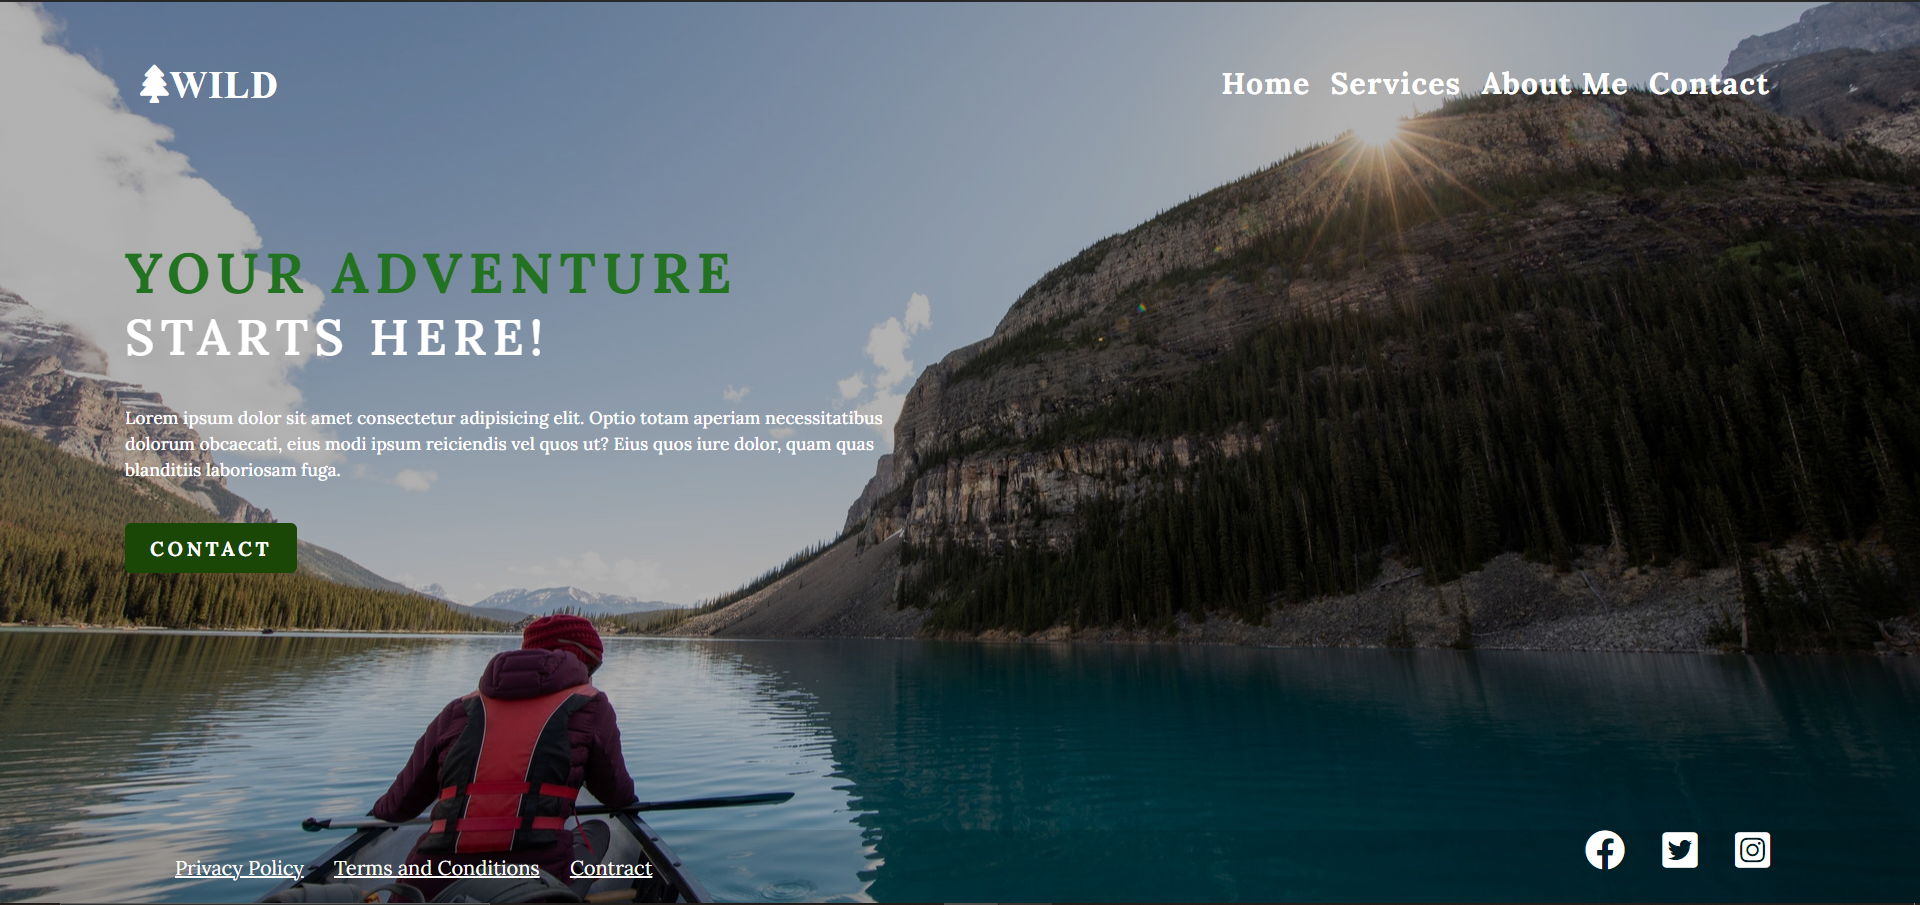 WILD
Home Services About Me Contact
YOUR ADVENTURE
STARTS HERE!
Lorem ipsum dolor sit amet consectetur adipisicing elit. Optio totam aperiam necessitatibus
dolorum obcaecati, eius modi ipsum reiciendis vel quos ut? Eius quos iure dolor, quam quas
blanditiis laboriosam fuga.
CONTACT
Privacy Policy Terms and Conditions Contract